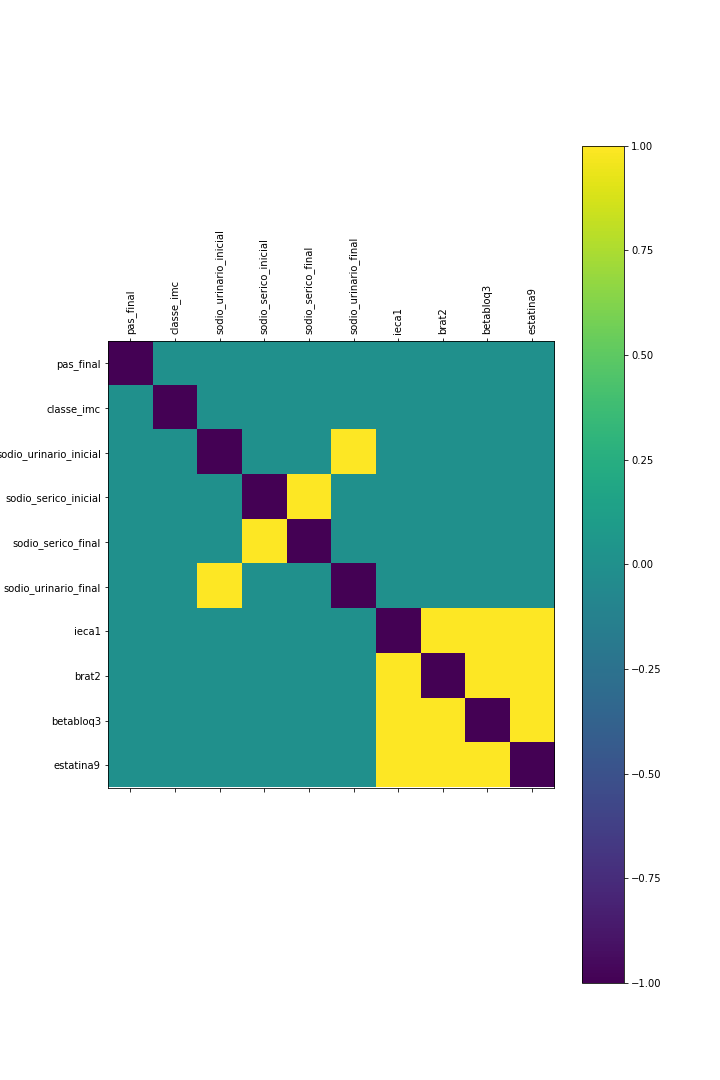 pas_final
classe_imc
sodio_urinario_inicial
sodio_serico_inicial
sodio_serico_final
sodio_urinario_final
ieca1
brat2
betabloq3
estatina9
pas_final
classe_imc
sodio_urinario_inicial
sodio_serico_inicial
sodio_serico_final
sodio_urinario_final
ieca1
brat2
betabloq3
estatina9
1.00
0.75
0.50
0.25
0.00
−0.25
−0.50
−0.75
−1.00